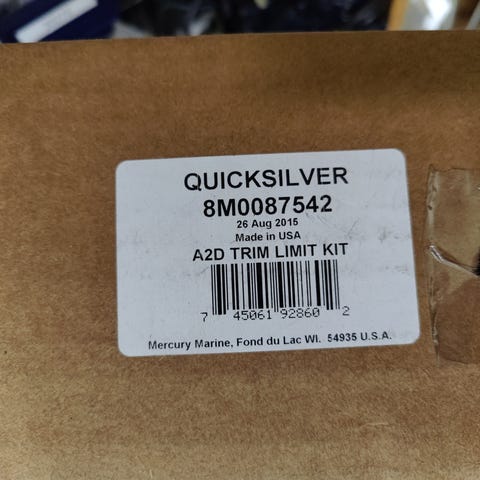 QUICKSILVER
8M0087542
26 Aug 2015
Made in USA
A2D TRIM LIMIT KIT
7 45061 92860 2
Mercury Marine, Fond du Lac WI. 54935 U.S.A.